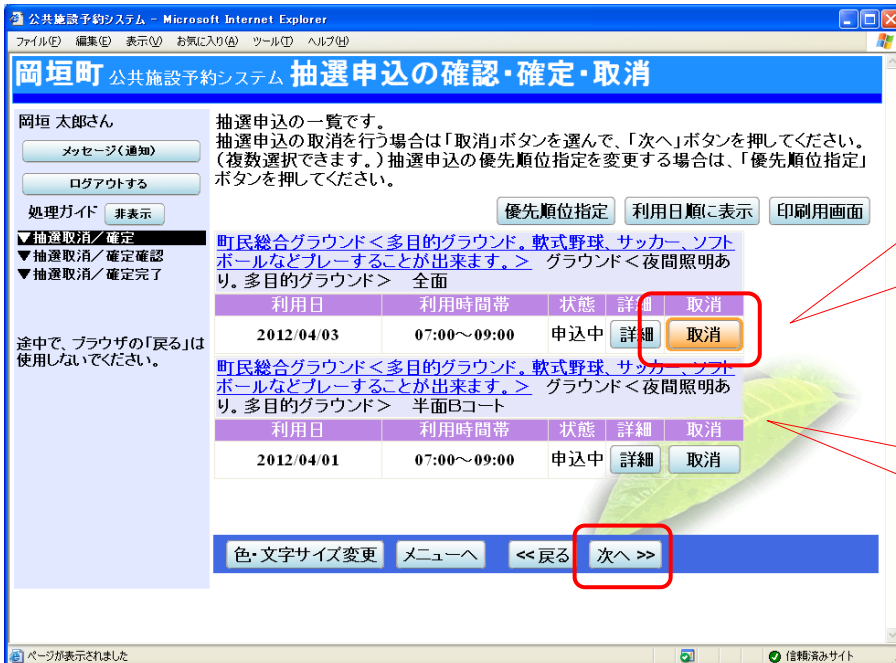 公共施設予約システム - Microsoft Internet Explorer
ファイル(F) 編集(E) 表示(V) お気に入り(A) ツール(T) ヘルプ(H)
岡垣町 公共施設予約システム 抽選申込の確認・確定・取消
岡垣 太郎さん
メッセージ(通知)
ログアウトする
処理ガイド 非表示
▼抽選取消/確定
▼抽選取消/確定確認
▼抽選取消/確定完了
途中で、ブラウザの「戻る」は
使用しないでください。
抽選申込の一覧です。
抽選申込の取消を行う場合は「取消」ボタンを選んで、「次へ」ボタンを押してください。
(複数選択できます。)抽選申込の優先順位指定を変更する場合は、「優先順位指定」
ボタンを押してください。
優先順位指定 利用日順に表示 印刷用画面
町民総合グラウンド<多目的グラウンド。軟式野球、サッカー、ソフト
ボールなどプレーすることが出来ます。> グラウンド<夜間照明あ
り。多目的グラウンド> 全面
利用日 利用時間帯 状態 詳細 取消
2012/04/03 07:00~09:00 申込中 詳細 取消
町民総合グラウンド<多目的グラウンド。軟式野球、サッカー、ソフト
ボールなどプレーすることが出来ます。> グラウンド<夜間照明あ
り。多目的グラウンド> 半面Bコート
利用日 利用時間帯 状態 詳細 取消
2012/04/01 07:00~09:00 申込中 詳細 取消
色・文字サイズ変更 メニューへ <<戻る 次へ >>
ページが表示されました 信頼済みサイト